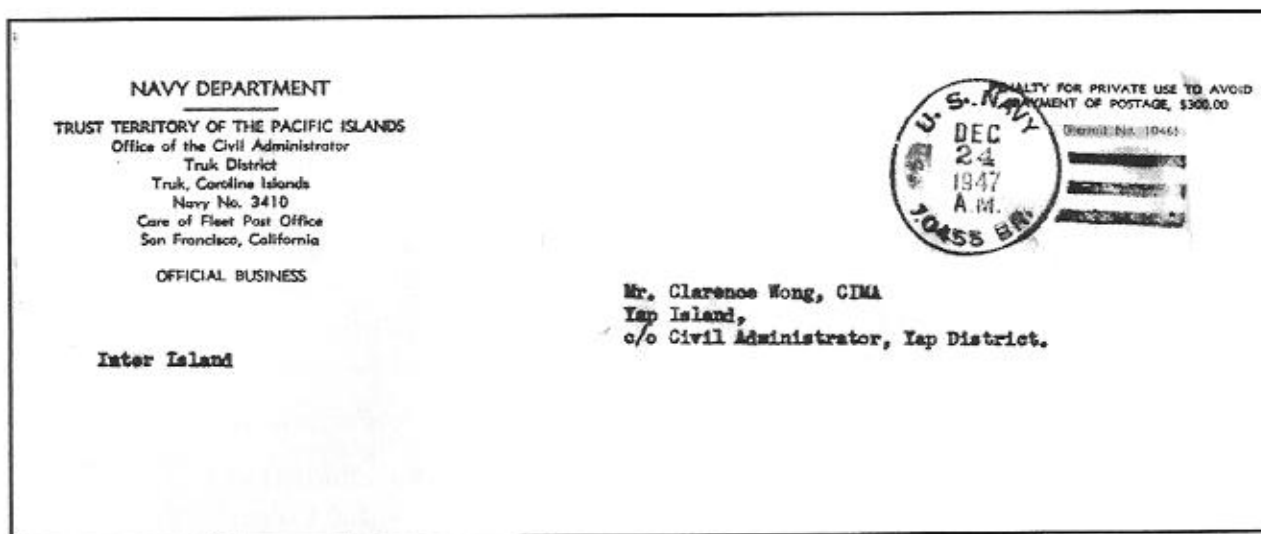 NAVY DEPARTMENT
TRUST TERRITORY OF THE PACIFIC ISLANDS
Office of the Civil Administrator
Truk District
Truk, Caroline Islands
Navy No. 3410
Care of Fleet Post Office
San Francisco, California
OFFICIAL BUSINESS
Inter Island
PENALTY FOR PRIVATE USE TO AVOID
PAYMENT OF POSTAGE, $300.00
U. S. NAVY
DEC
24
1947
A.M.
10455 BR.
Mr. Clarence Wong, CIMA
Yap Island,
c/o Civil Administrator, Yap District.